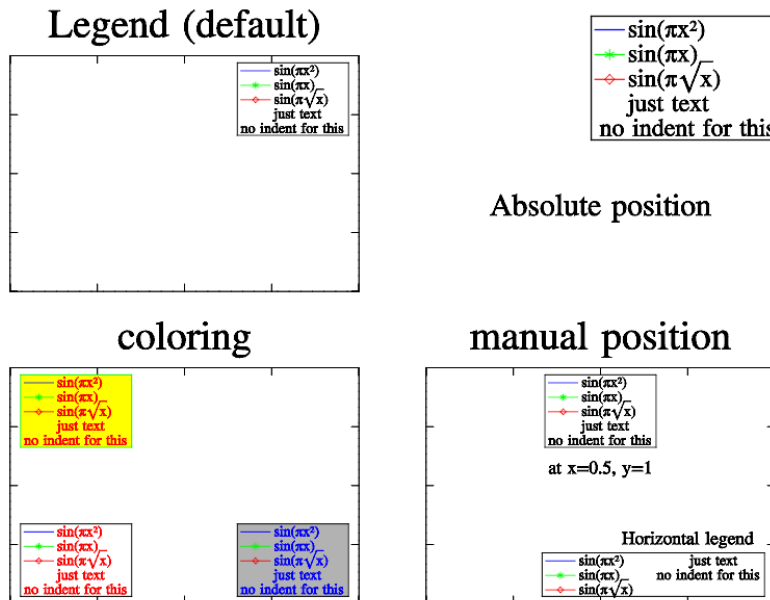 Legend (default)
sin(πx²)
sin(πx)
sin(π√x)
just text
no indent for this
sin(πx²)
sin(πx)
sin(π√x)
just text
no indent for this
Absolute position
coloring
sin(πx²)
sin(πx)
sin(π√x)
just text
no indent for this
sin(πx²)
sin(πx)
sin(π√x)
just text
no indent for this
sin(πx²)
sin(πx)
sin(π√x)
just text
no indent for this
manual position
sin(πx²)
sin(πx)
sin(π√x)
just text
no indent for this
at x=0.5, y=1
Horizontal legend
sin(πx²) just text
sin(πx) no indent for this
sin(π√x)